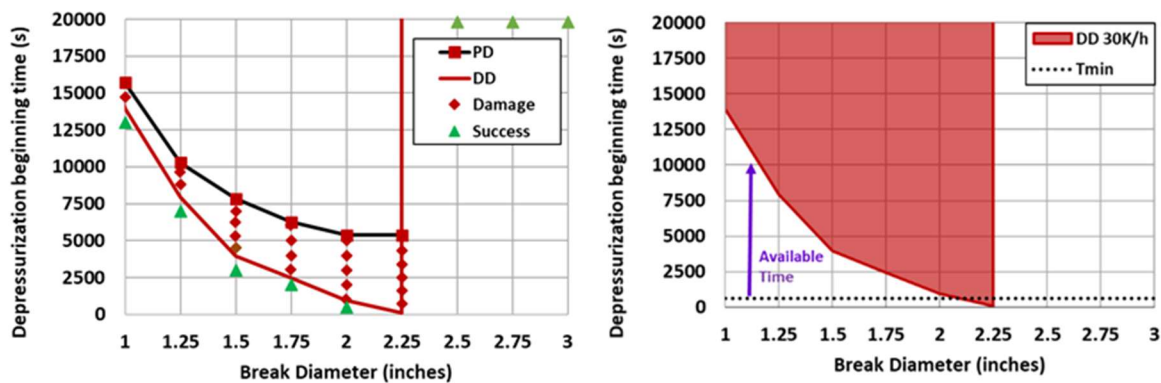 Depressurization beginning time (s)
20000
17500
15000
12500
10000
7500
5000
2500
0
PD
DD
Damage
Success
1 1.25 1.5 1.75 2 2.25 2.5 2.75 3
Break Diameter (inches)
Depressurization beginning time (s)
20000
17500
15000
12500
10000
7500
5000
2500
0
DD 30K/h
Tmin
Available
Time
1 1.25 1.5 1.75 2 2.25 2.5 2.75 3
Break Diameter (inches)